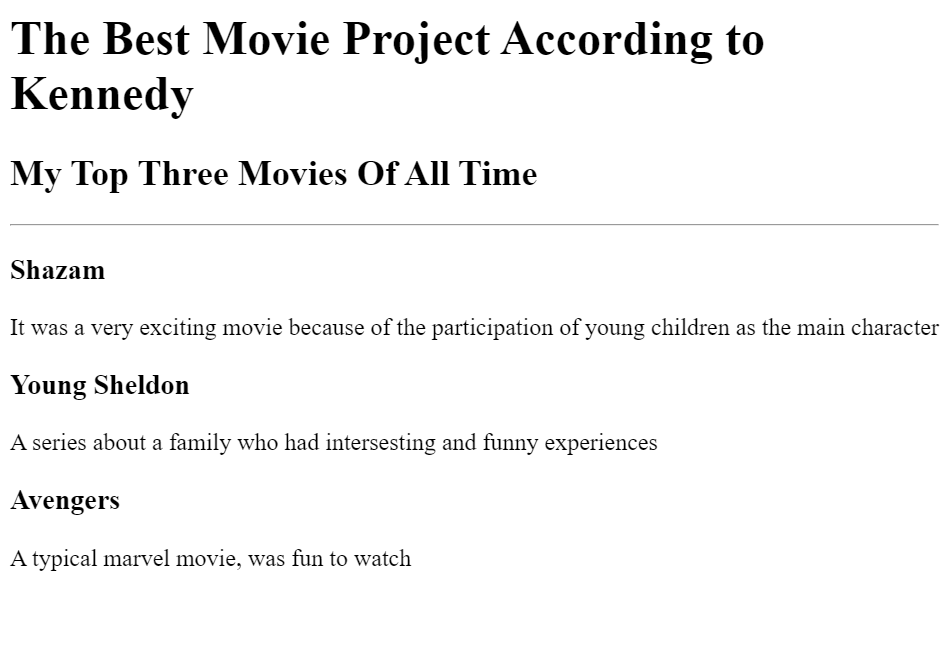 The Best Movie Project According to
Kennedy
My Top Three Movies Of All Time
Shazam
It was a very exciting movie because of the participation of young children as the main character
Young Sheldon
A series about a family who had intersesting and funny experiences
Avengers
A typical marvel movie, was fun to watch